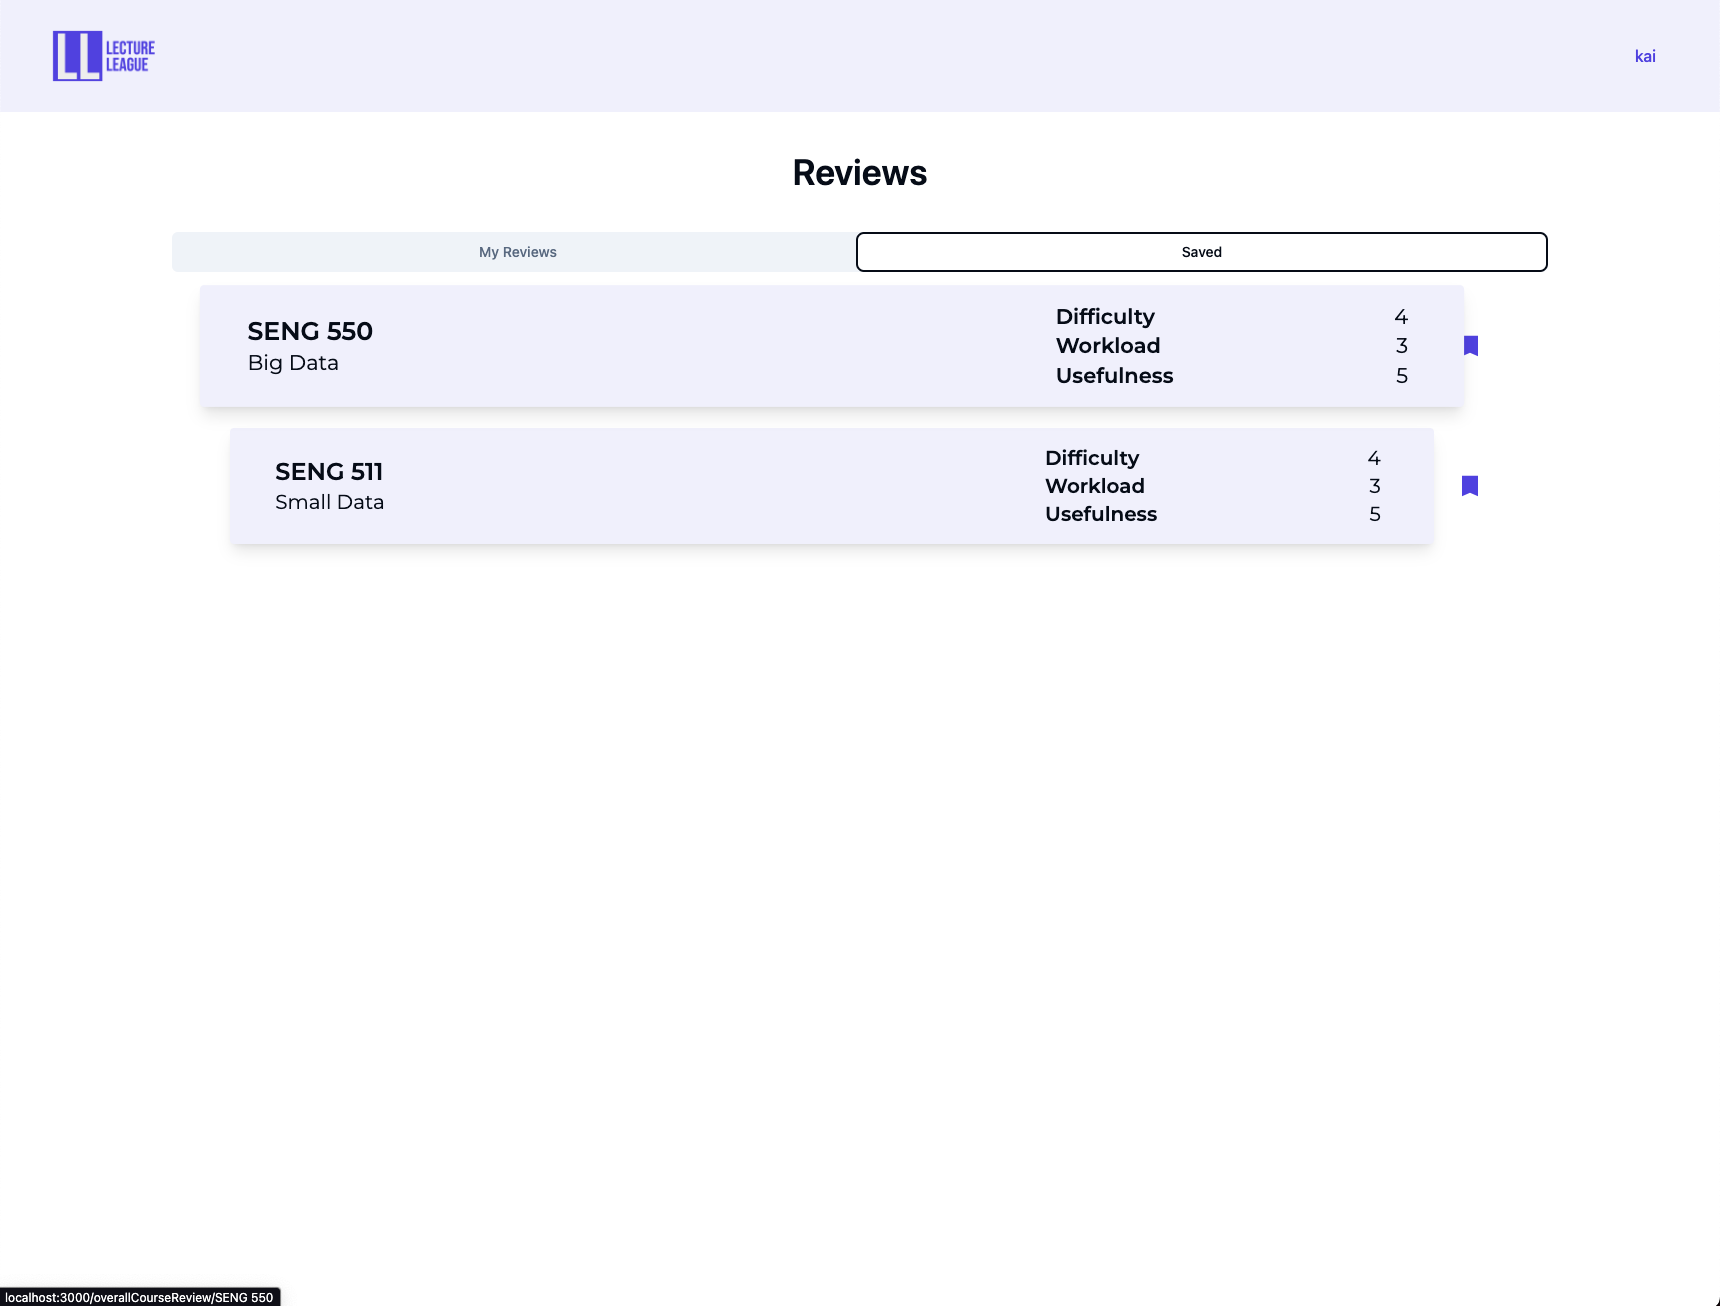 LECTURE
LEAGUE
kai
Reviews
My Reviews
Saved
SENG 550
Big Data
Difficulty 4
Workload 3
Usefulness 5
SENG 511
Small Data
Difficulty 4
Workload 3
Usefulness 5
localhost:3000/overallCourseReview/SENG 550